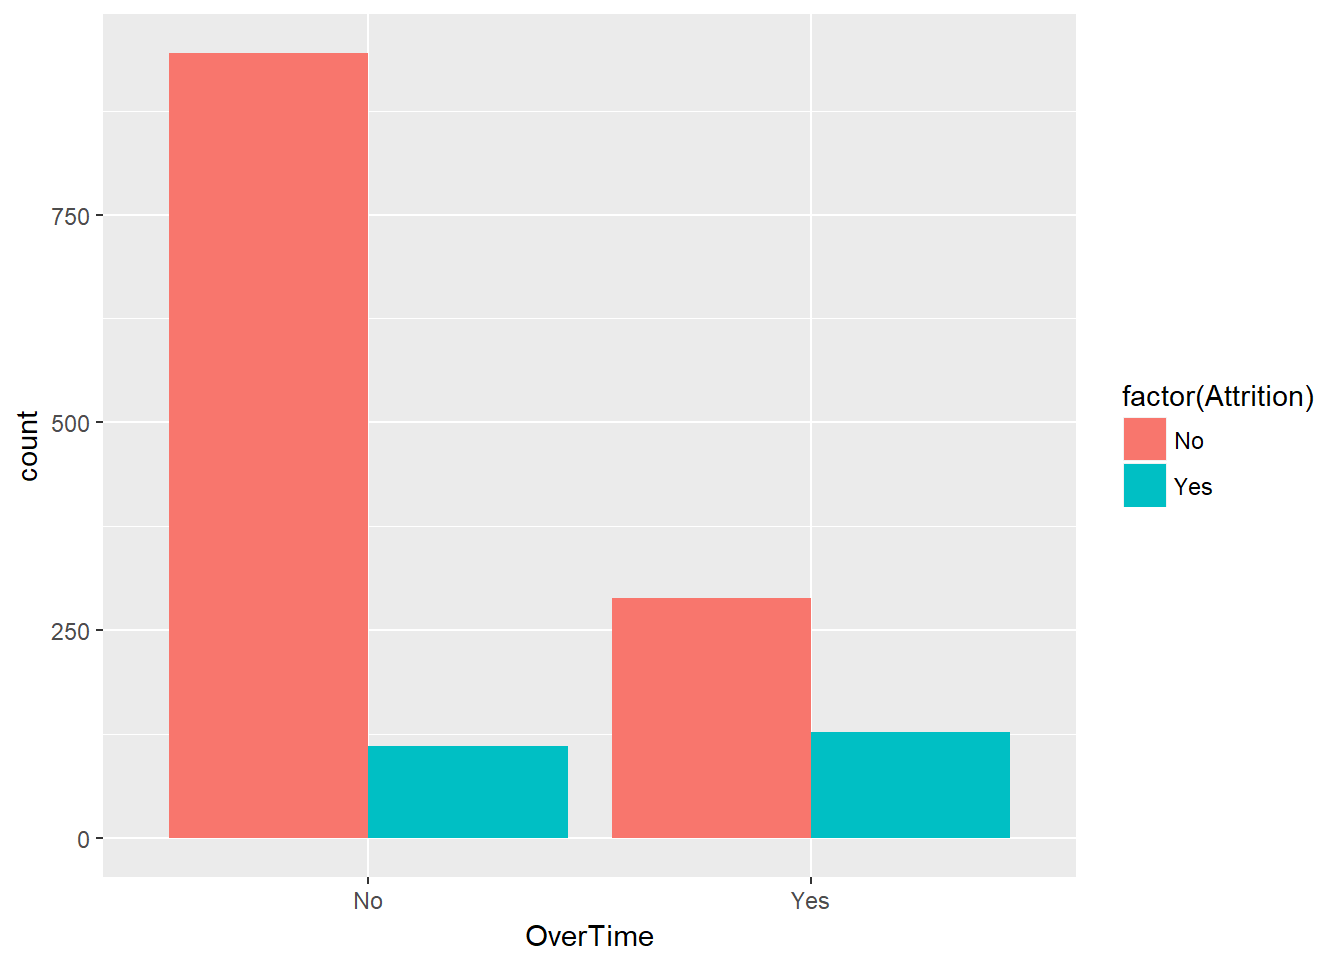 count
750
500
250
0
No
Yes
OverTime
factor(Attrition)
No
Yes